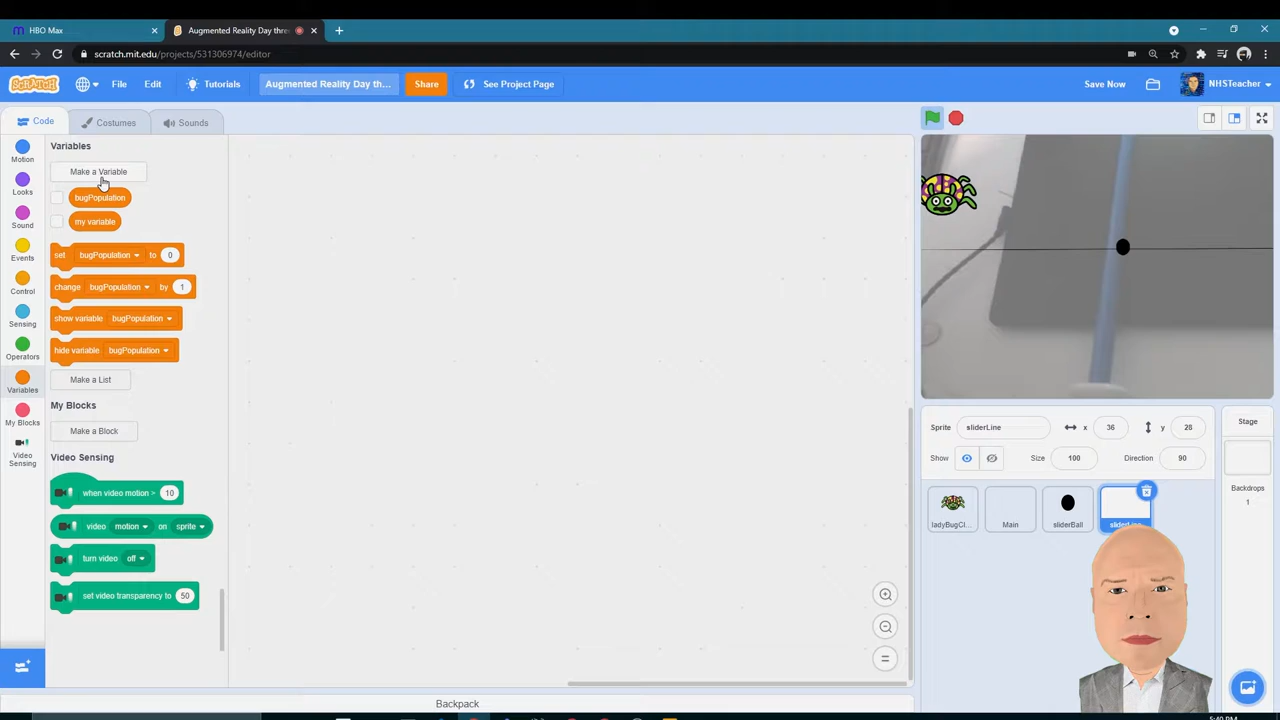 HBO Max
Augmented Reality Day thre
scratch.mit.edu/projects/531306974/editor
SCRATCH
File
Edit
Tutorials
Augmented Reality Day th...
Share
See Project Page
Save Now
NHSTeacher
Code
Costumes
Sounds
Motion
Looks
Sound
Events
Control
Sensing
Operators
Variables
My Blocks
Video
Sensing
Variables
Make a Variable
bugPopulation
my variable
set bugPopulation to 0
change bugPopulation by 1
show variable bugPopulation
hide variable bugPopulation
Make a List
My Blocks
Make a Block
Video Sensing
when video motion > 10
video motion on sprite
turn video off
set video transparency to 50
Backpack
Sprite sliderLine x 36 y 28
Show Size 100 Direction 90
ladyBugCl...
Main
sliderBall
Stage
Backdrops
1
5:40 PM